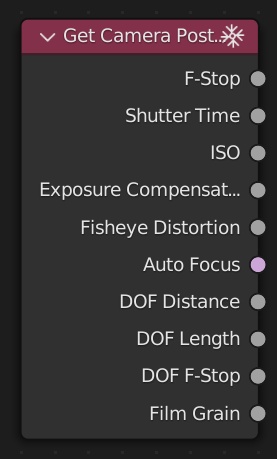 Get Camera Post...
F-Stop
Shutter Time
ISO
Exposure Compensat...
Fisheye Distortion
Auto Focus
DOF Distance
DOF Length
DOF F-Stop
Film Grain